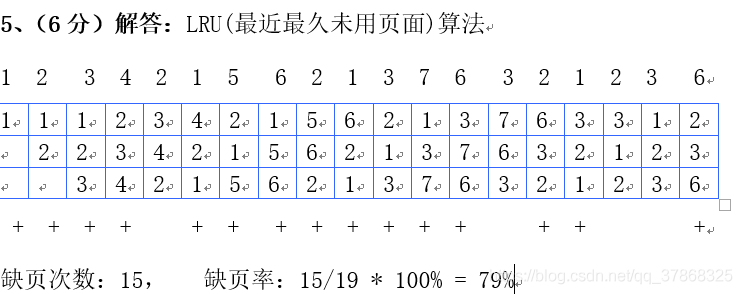 5、（6 分）解答：LRU(最近最久未用页面)算法
1 2 3 4 2 1 5 6 2 1 3 7 6 3 2 1 2 3 6
1 1 1 2 3 4 2 1 5 6 2 1 3 7 6 3 3 1 2
2 2 3 4 2 1 5 6 2 1 3 7 6 3 2 1 2 3
3 4 2 1 5 6 2 1 3 7 6 3 2 1 2 3 6
+ + + + + + + + + + + + + + +
缺页次数：15， 缺页率：15/19 * 100% = 79%
https://blog.csdn.net/qq_37868325